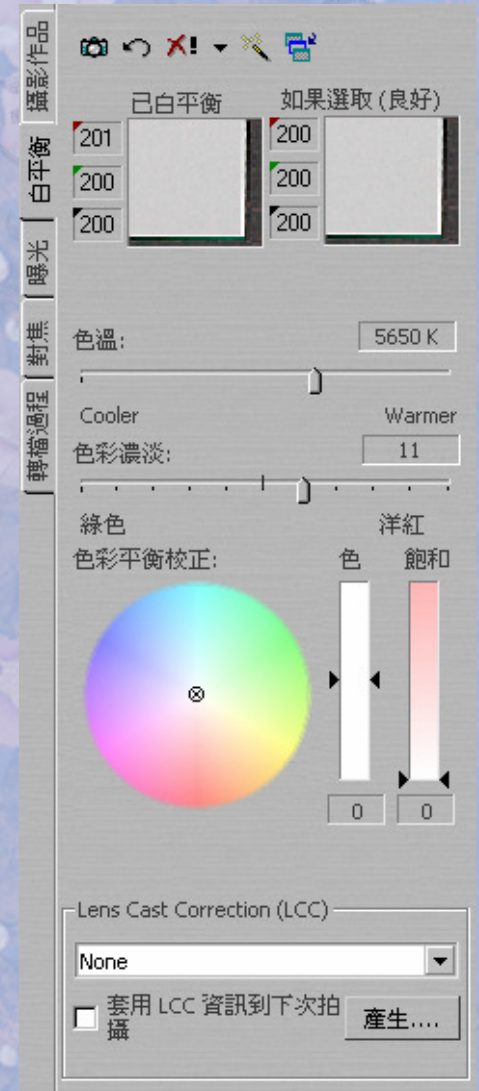 攝影作品
白平衡
曝光
對焦
轉檔過程
已白平衡
如果選取 (良好)
201
200
200
200
200
200
色溫:
5650 K
Cooler
Warmer
色彩濃淡:
11
綠色
洋紅
色彩平衡校正:
色
飽和
0
0
Lens Cast Correction (LCC)
None
套用 LCC 資訊到下次拍
攝
產生....